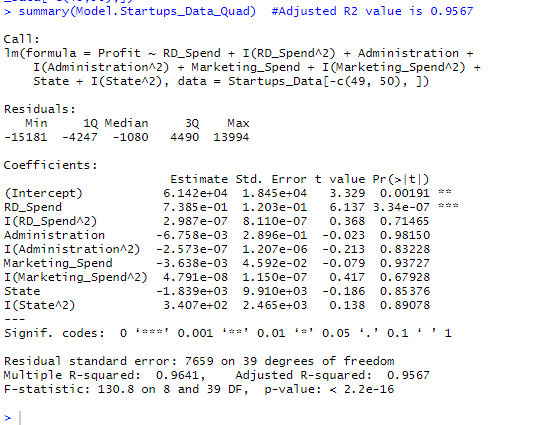 > summary(Model.Startups_Data_Quad)  #Adjusted R2 value is 0.9567
Call:
lm(formula = Profit ~ RD_Spend + I(RD_Spend^2) + Administration +
    I(Administration^2) + Marketing_Spend + I(Marketing_Spend^2) +
    State + I(State^2), data = Startups_Data[-c(49, 50), ])
Residuals:
   Min     1Q Median     3Q    Max
-15181  -4247  -1080   4490  13994
Coefficients:
                       Estimate Std. Error t value Pr(>|t|)
(Intercept)           6.142e+04  1.845e+04   3.329  0.00191 **
RD_Spend              7.385e-01  1.203e-01   6.137 3.34e-07 ***
I(RD_Spend^2)         2.987e-07  8.110e-07   0.368  0.71465
Administration       -6.758e-03  2.896e-01  -0.023  0.98150
I(Administration^2)  -2.573e-07  1.207e-06  -0.213  0.83228
Marketing_Spend      -3.638e-03  4.592e-02  -0.079  0.93727
I(Marketing_Spend^2)  4.791e-08  1.150e-07   0.417  0.67928
State                -1.839e+03  9.910e+03  -0.186  0.85376
I(State^2)            3.407e+02  2.465e+03   0.138  0.89078
---
Signif. codes:  0 ‘***’ 0.001 ‘**’ 0.01 ‘*’ 0.05 ‘.’ 0.1 ‘ ’ 1
Residual standard error: 7659 on 39 degrees of freedom
Multiple R-squared:  0.9641,    Adjusted R-squared:  0.9567
F-statistic: 130.8 on 8 and 39 DF,  p-value: < 2.2e-16
>